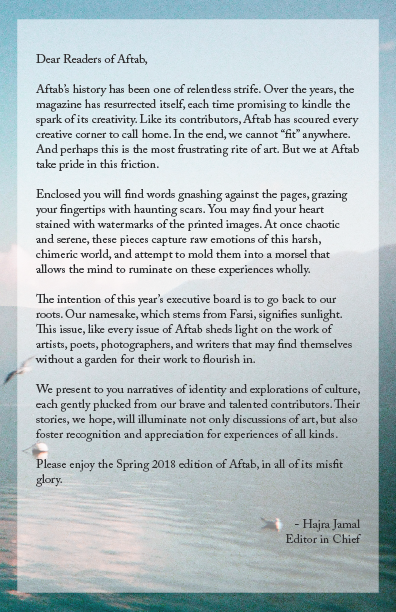 Dear Readers of Aftab,
Aftab's history has been one of relentless strife. Over the years, the
magazine has resurrected itself, each time promising to kindle the
spark of its creativity. Like its contributors, Aftab has scoured every
creative corner to call home. In the end, we cannot "fit" anywhere.
And perhaps this is the most frustrating rite of art. But we at Aftab
take pride in this friction.
Enclosed you will find words gnashing against the pages, grazing
your fingertips with haunting scars. You may find your heart
stained with watermarks of the printed images. At once chaotic
and serene, these pieces capture raw emotions of this harsh,
chimeric world, and attempt to mold them into a morsel that
allows the mind to ruminate on these experiences wholly.
The intention of this year's executive board is to go back to our
roots. Our namesake, which stems from Farsi, signifies sunlight.
This issue, like every issue of Aftab sheds light on the work of
artists, poets, photographers, and writers that may find themselves
without a garden for their work to flourish in.
We present to you narratives of identity and explorations of culture,
each gently plucked from our brave and talented contributors. Their
stories, we hope, will illuminate not only discussions of art, but also
foster recognition and appreciation for experiences of all kinds.
Please enjoy the Spring 2018 edition of Aftab, in all of its misfit
glory.
- Hajra Jamal
Editor in Chief